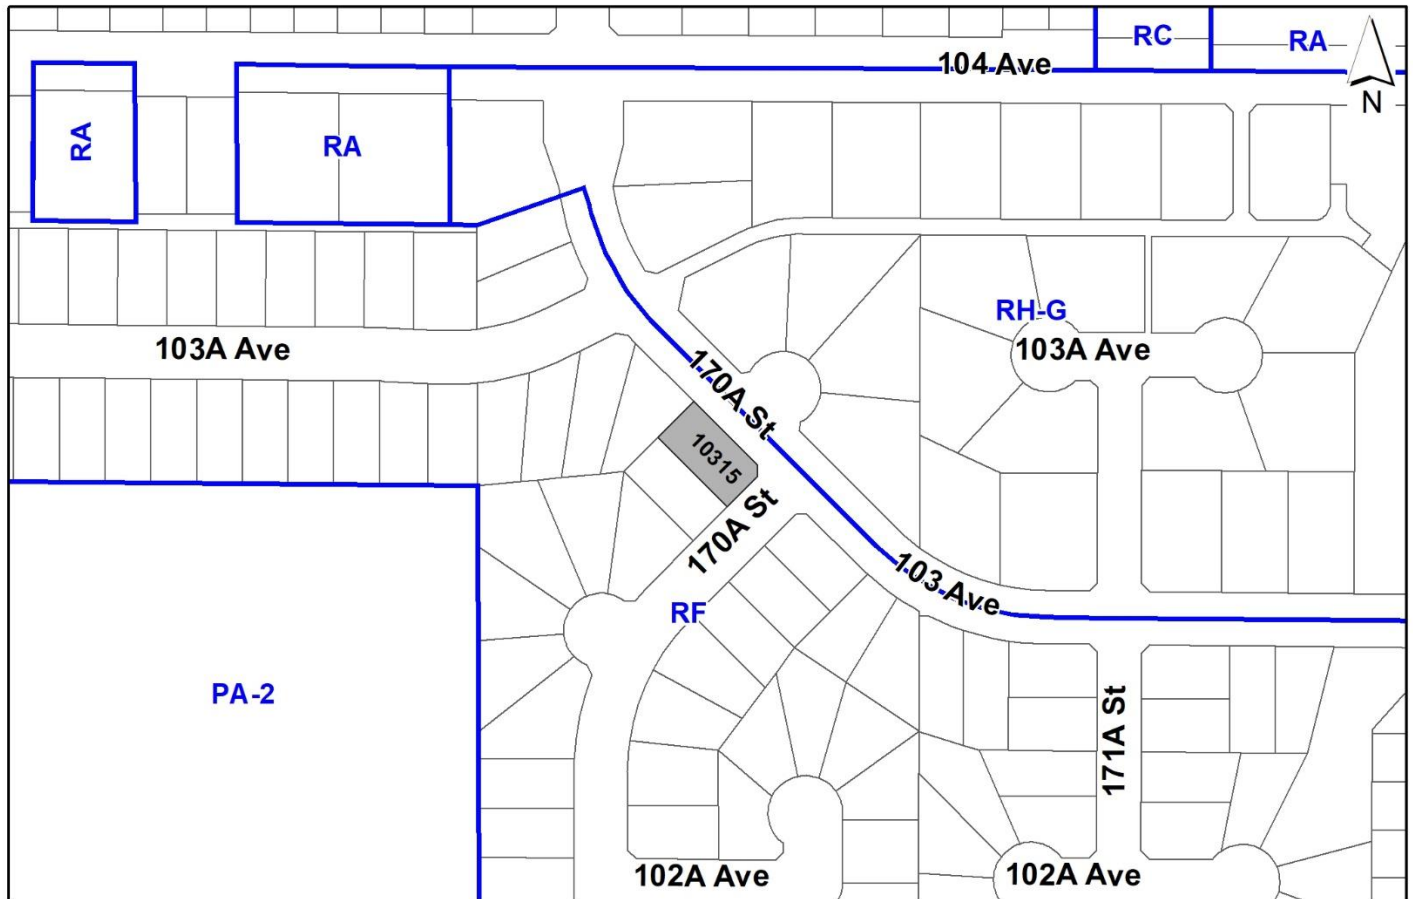 RC
RA
104 Ave
N
RA
RA
RH-G
103A Ave
103A Ave
170A St
10315
170A St
103 Ave
RF
PA-2
171A St
102A Ave
102A Ave